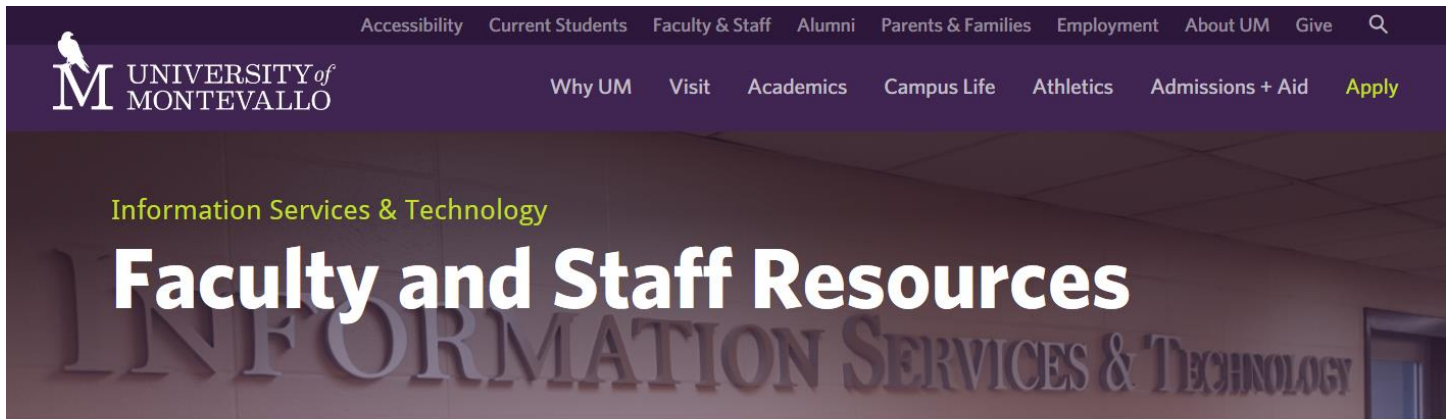 Accessibility Current Students Faculty & Staff Alumni Parents & Families Employment About UM Give
M UNIVERSITY of
MONTEVALLO
Why UM Visit Academics Campus Life Athletics Admissions + Aid Apply
Information Services & Technology
Faculty and Staff Resources
INFORMATION SERVICES & TECHNOLOGY